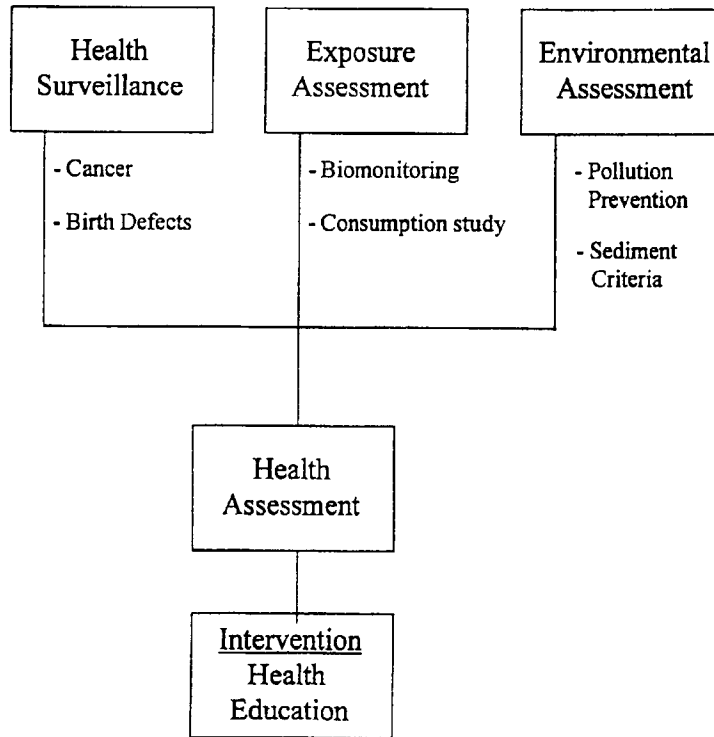 Health
Surveillance
Exposure
Assessment
Environmental
Assessment
- Cancer
- Birth Defects
- Biomonitoring
- Consumption study
- Pollution
Prevention
- Sediment
Criteria
Health
Assessment
Intervention
Health
Education